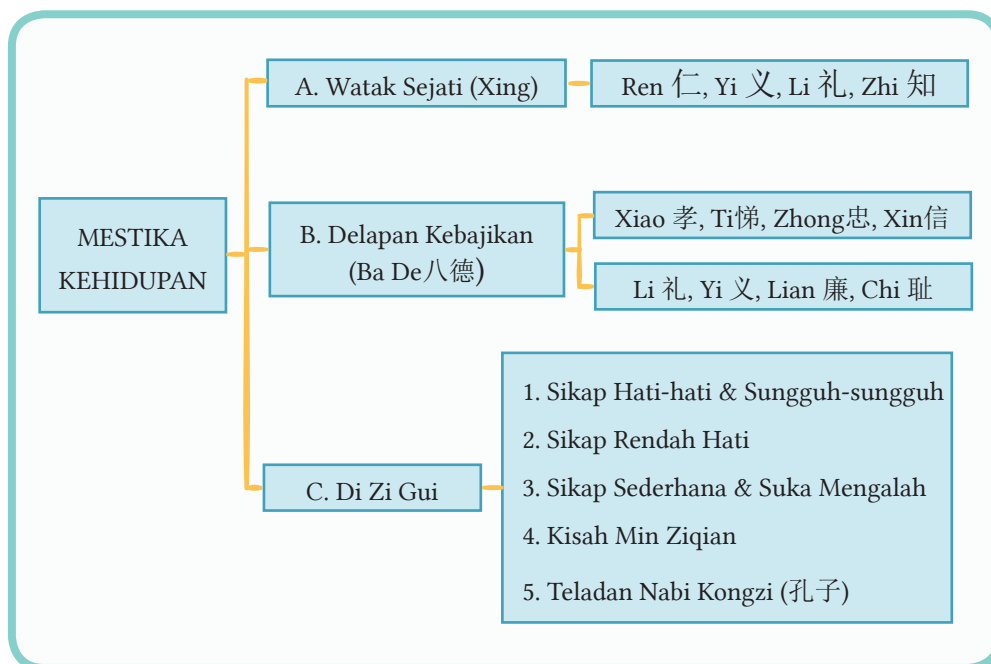 MESTIKA
KEHIDUPAN
A. Watak Sejati (Xing)
Ren 仁, Yi 义, Li 礼, Zhi 知
B. Delapan Kebajikan
(Ba De八德)
Xiao 孝, Ti悌, Zhong忠, Xin信
Li 礼, Yi 义, Lian 廉, Chi 耻
C. Di Zi Gui
1. Sikap Hati-hati & Sungguh-sungguh
2. Sikap Rendah Hati
3. Sikap Sederhana & Suka Mengalah
4. Kisah Min Ziqian
5. Teladan Nabi Kongzi (孔子)